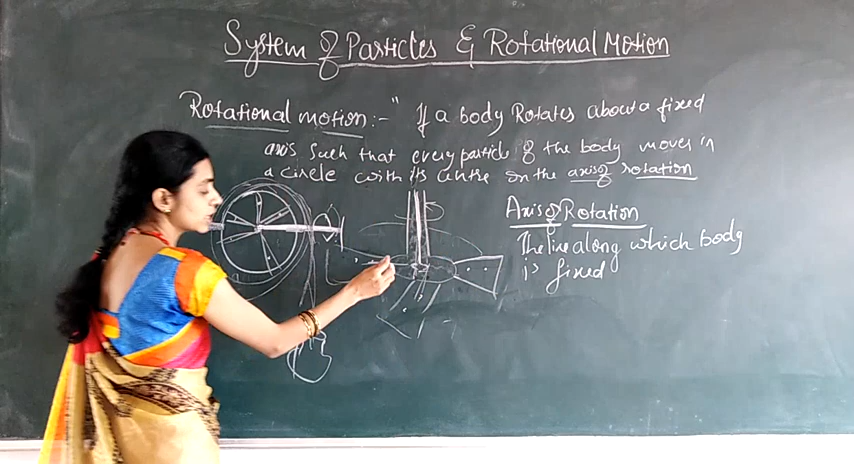 System of Particles & Rotational Motion
"Rotational motion:-" If a body Rotates about a fixed
axis such that every particle of the body moves in
a circle with its centre on the axis of rotation
Axis of Rotation
The line along which body
is fixed